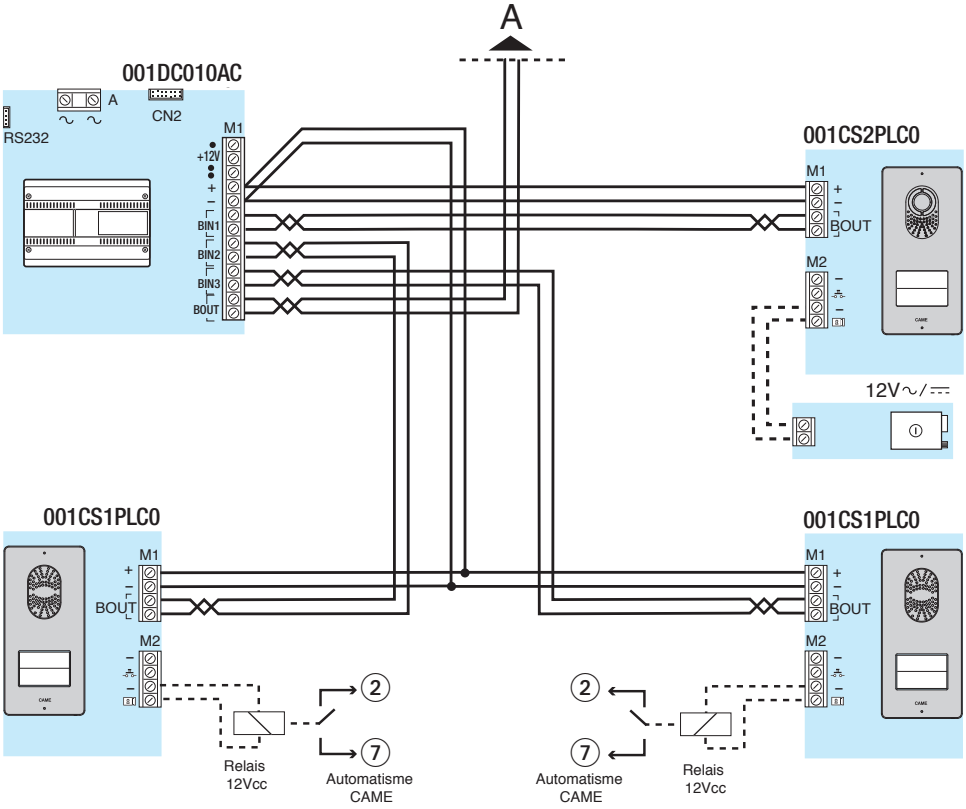 A
001DC010AC
A
CN2
RS232
M1
+12V
+
–
BIN1
BIN2
BIN3
BOUT
001CS2PLC0
M1
+
–
BOUT
M2
–
–
CAME
12V~/⎓
001CS1PLC0
M1
+
–
BOUT
M2
–
–
CAME
Relais
12Vcc
2
7
Automatisme
CAME
001CS1PLC0
M1
+
–
BOUT
M2
–
–
CAME
2
7
Automatisme
CAME
Relais
12Vcc